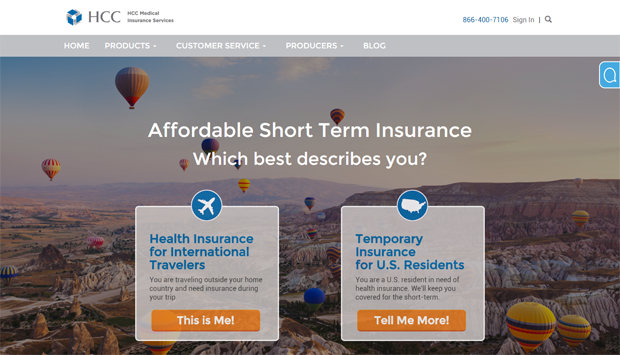 HCC
HCC Medical
Insurance Services
866-400-7106 Sign In |
HOME PRODUCTS CUSTOMER SERVICE PRODUCERS BLOG
Affordable Short Term Insurance
Which best describes you?
Health Insurance
for International
Travelers
You are traveling outside your home
country and need insurance during
your trip
This is Me!
Temporary
Insurance
for U.S. Residents
You are a U.S. resident in need of
health insurance. We'll keep you
covered for the short-term.
Tell Me More!